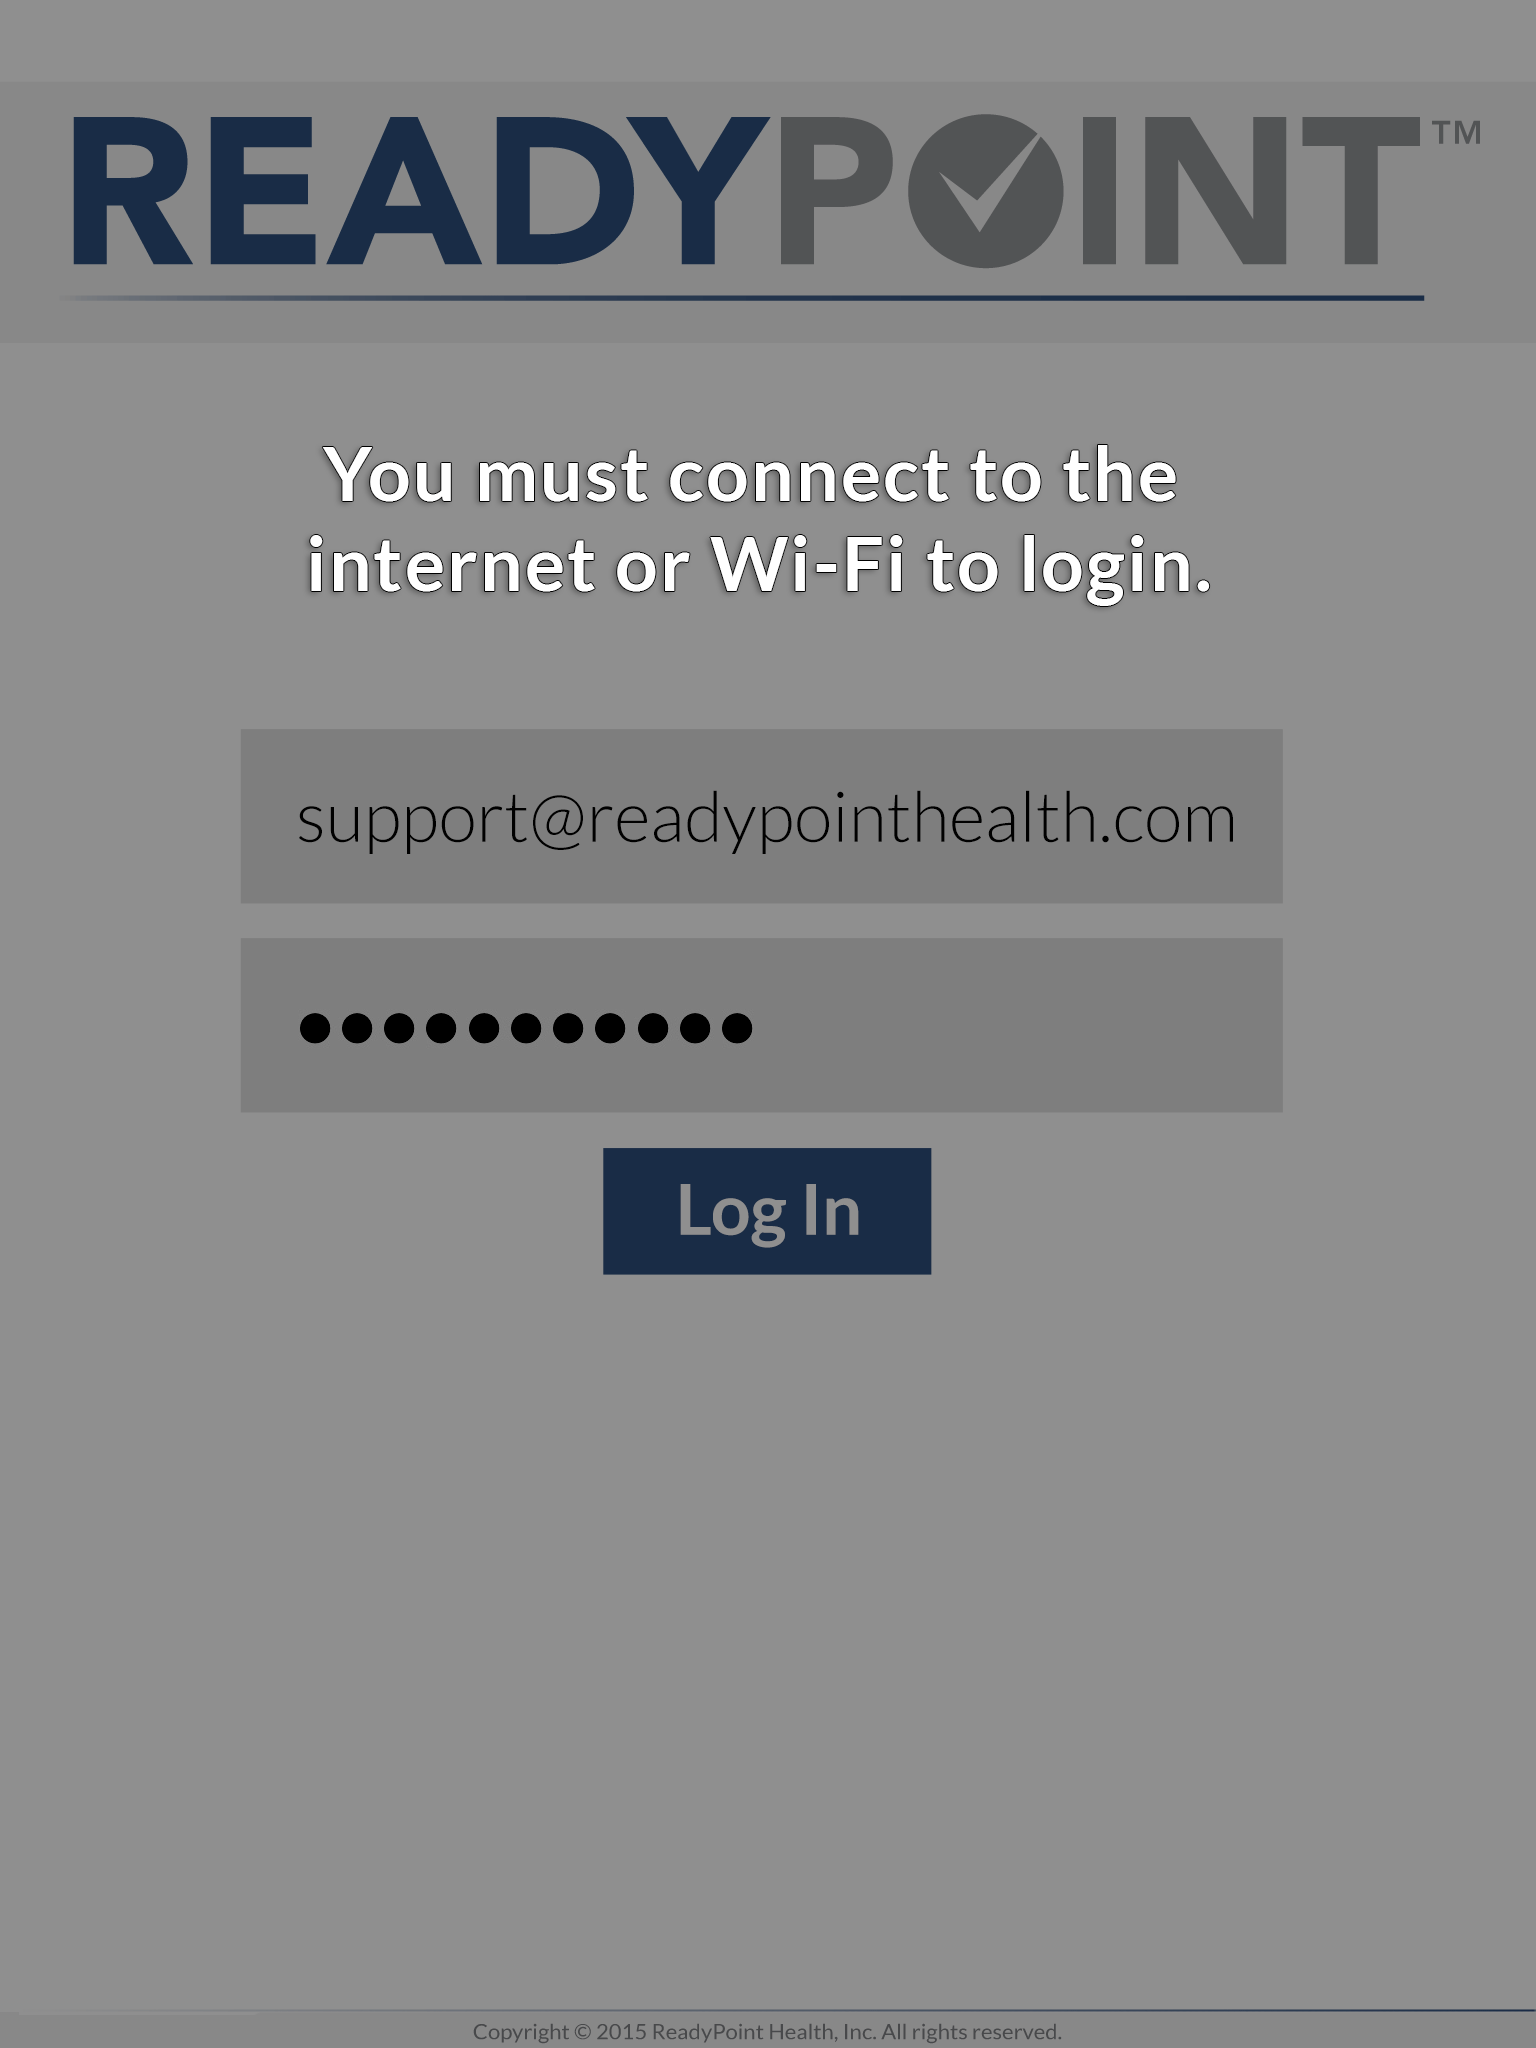 READYPOINT™
You must connect to the
internet or Wi-Fi to login.
support@readypointhealth.com
●●●●●●●●●●●
Log In
Copyright © 2015 ReadyPoint Health, Inc. All rights reserved.